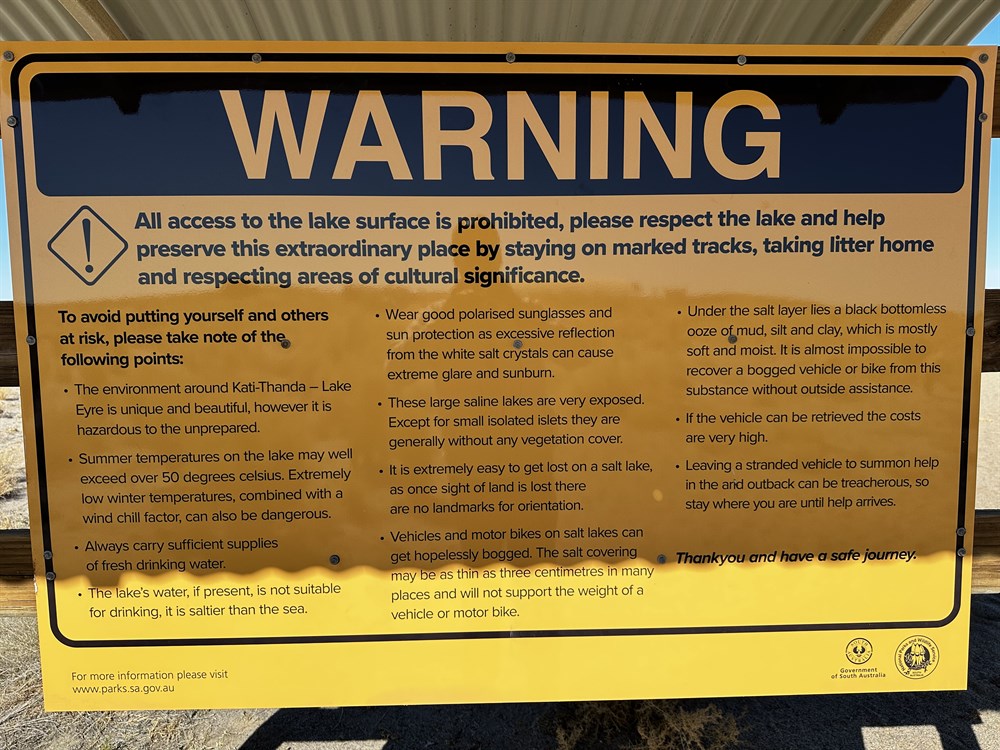 WARNING
All access to the lake surface is prohibited, please respect the lake and help
preserve this extraordinary place by staying on marked tracks, taking litter home
and respecting areas of cultural significance.
To avoid putting yourself and others
at risk, please take note of the
following points:
• The environment around Kati-Thanda – Lake
Eyre is unique and beautiful, however it is
hazardous to the unprepared.
• Summer temperatures on the lake may well
exceed over 50 degrees celsius. Extremely
low winter temperatures, combined with a
wind chill factor, can also be dangerous.
• Always carry sufficient supplies
of fresh drinking water.
• The lake's water, if present, is not suitable
for drinking, it is saltier than the sea.
• Wear good polarised sunglasses and
sun protection as excessive reflection
from the white salt crystals can cause
extreme glare and sunburn.
• These large saline lakes are very exposed.
Except for small isolated islets they are
generally without any vegetation cover.
• It is extremely easy to get lost on a salt lake,
as once sight of land is lost there
are no landmarks for orientation.
• Vehicles and motor bikes on salt lakes can
get hopelessly bogged. The salt covering
may be as thin as three centimetres in many
places and will not support the weight of a
vehicle or motor bike.
• Under the salt layer lies a black bottomless
ooze of mud, silt and clay, which is mostly
soft and moist. It is almost impossible to
recover a bogged vehicle or bike from this
substance without outside assistance.
• If the vehicle can be retrieved the costs
are very high.
• Leaving a stranded vehicle to summon help
in the arid outback can be treacherous, so
stay where you are until help arrives.
Thankyou and have a safe journey.
For more information please visit
www.parks.sa.gov.au
Government
of South Australia
National Parks and Wildlife Service